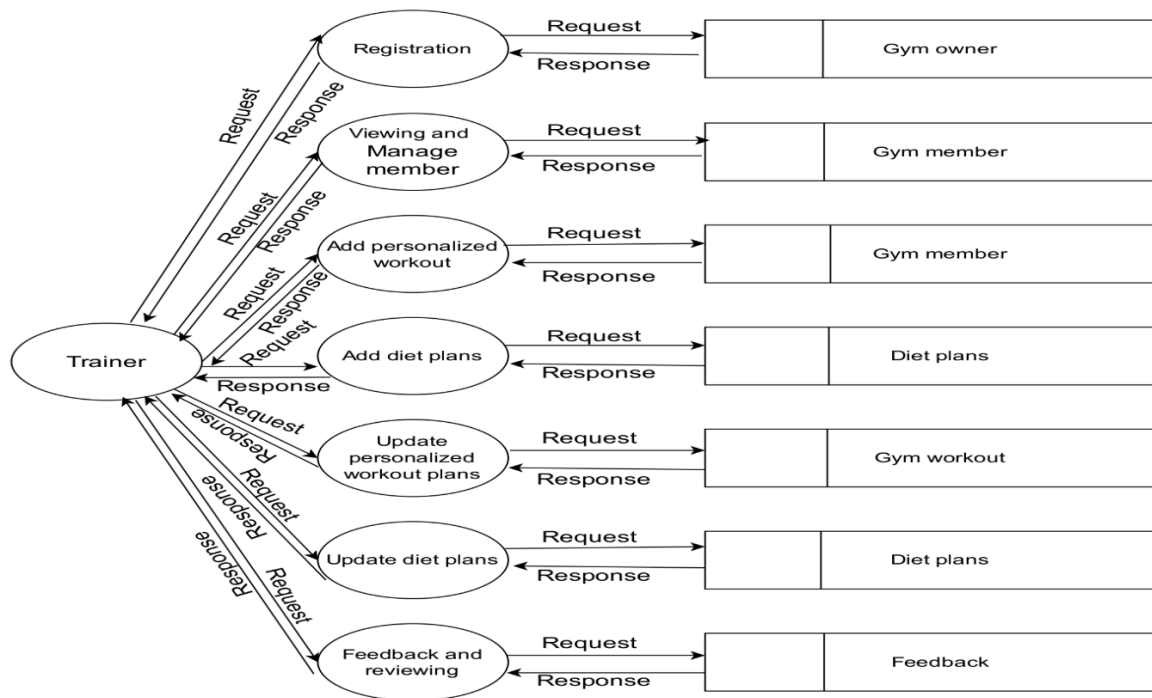 Request
Registration
Response
Gym owner
Request
Response
Request
Viewing and
Manage
member
Response
Gym member
Request
Response
Request
Add personalized
workout
Response
Gym member
Request
Response
Trainer
Request
Add diet plans
Response
Diet plans
Request
Response
Request
Update
personalized
workout plans
Response
Gym workout
Request
Response
Request
Update diet plans
Response
Diet plans
Request
Response
Request
Feedback and
reviewing
Response
Feedback
Request
Response